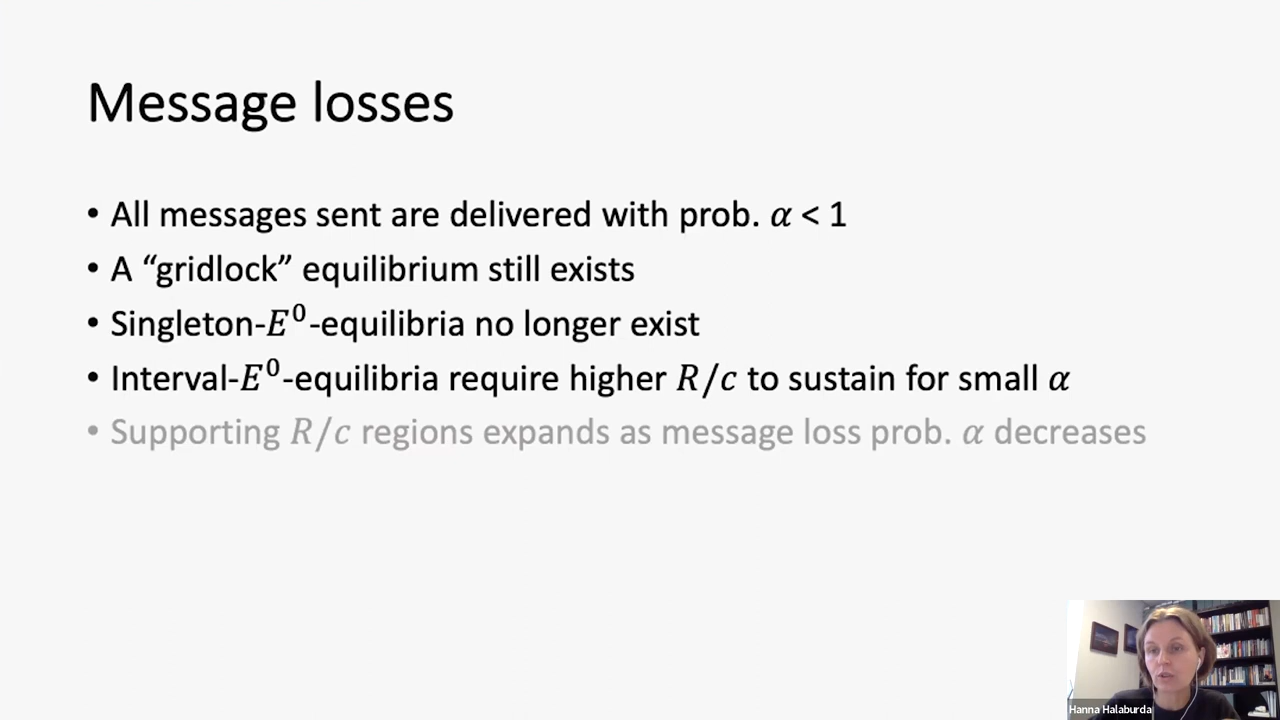 Message losses
• All messages sent are delivered with prob. α < 1
• A “gridlock” equilibrium still exists
• Singleton-E⁰-equilibria no longer exist
• Interval-E⁰-equilibria require higher R/c to sustain for small α
• Supporting R/c regions expands as message loss prob. α decreases
Hanna Halaburda